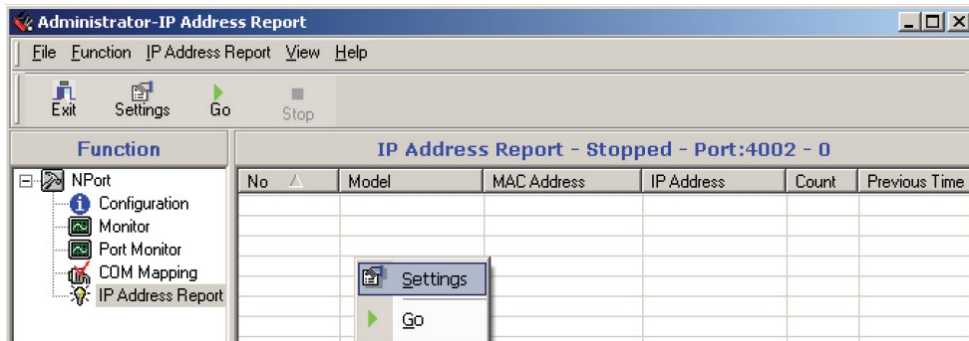 Administrator-IP Address Report
File Function IP Address Report View Help
Exit Settings Go Stop
Function
IP Address Report - Stopped - Port:4002 - 0
NPort
Configuration
Monitor
Port Monitor
COM Mapping
IP Address Report
No Model MAC Address IP Address Count Previous Time
Settings
Go